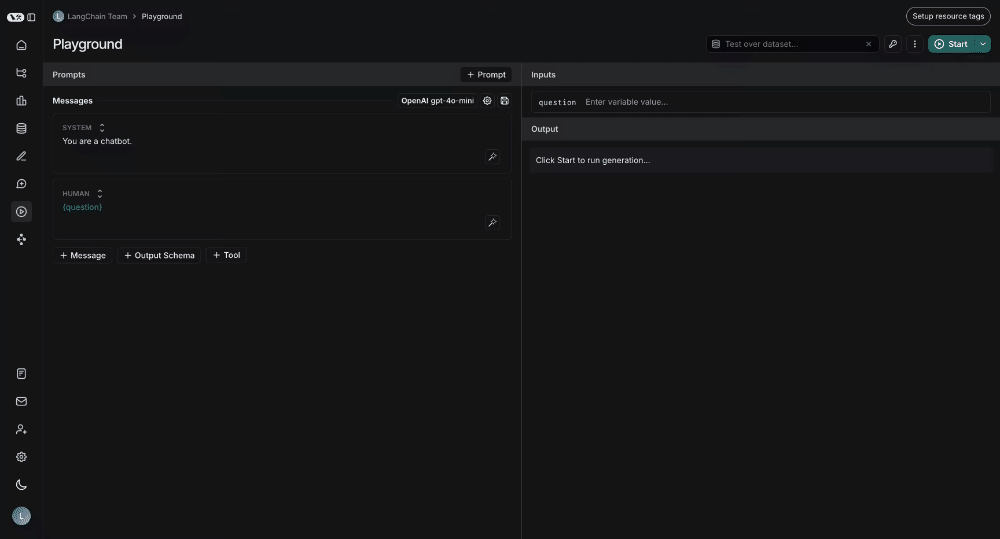 LangChain Team > Playground
Setup resource tags
Playground
Test over dataset...
Start
Prompts
+ Prompt
Inputs
Messages
OpenAI gpt-4o-mini
question Enter variable value...
SYSTEM
You are a chatbot.
Output
Click Start to run generation...
HUMAN
{question}
+ Message
+ Output Schema
+ Tool
L